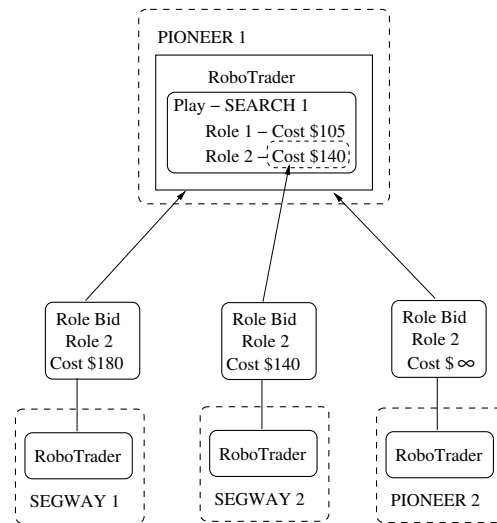 PIONEER 1
RoboTrader
Play − SEARCH 1
Role 1 − Cost $105
Role 2 − Cost $140
Role Bid
Role 2
Cost $180
Role Bid
Role 2
Cost $140
Role Bid
Role 2
Cost $ ∞
RoboTrader
SEGWAY 1
RoboTrader
SEGWAY 2
RoboTrader
PIONEER 2